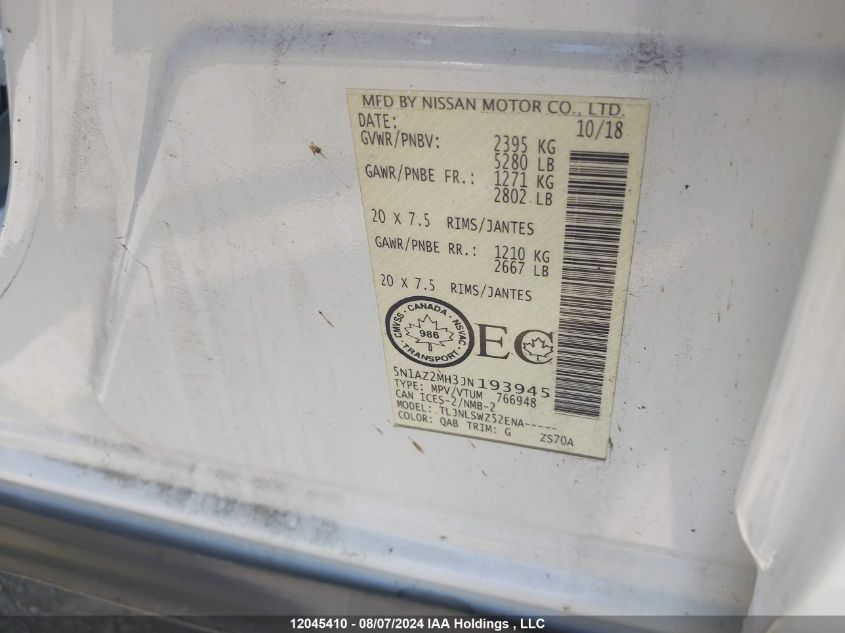 MFD BY NISSAN MOTOR CO., LTD.
DATE: 10/18
GVWR/PNBV: 2395 KG
5280 LB
GAWR/PNBE FR.: 1271 KG
2802 LB
20 X 7.5 RIMS/JANTES
GAWR/PNBE RR.: 1210 KG
2667 LB
20 X 7.5 RIMS/JANTES
CMVSS · CANADA · NSVAC · TRANSPORT ·
986
EC
5N1AZ2MH3JN193945
TYPE: MPV/VTUM 766948
CAN ICES-2/NMB-2
MODEL: TLJNLSWZ52ENA-----
COLOR: QAB TRIM: G ZS70A
12045410 - 08/07/2024 IAA Holdings , LLC